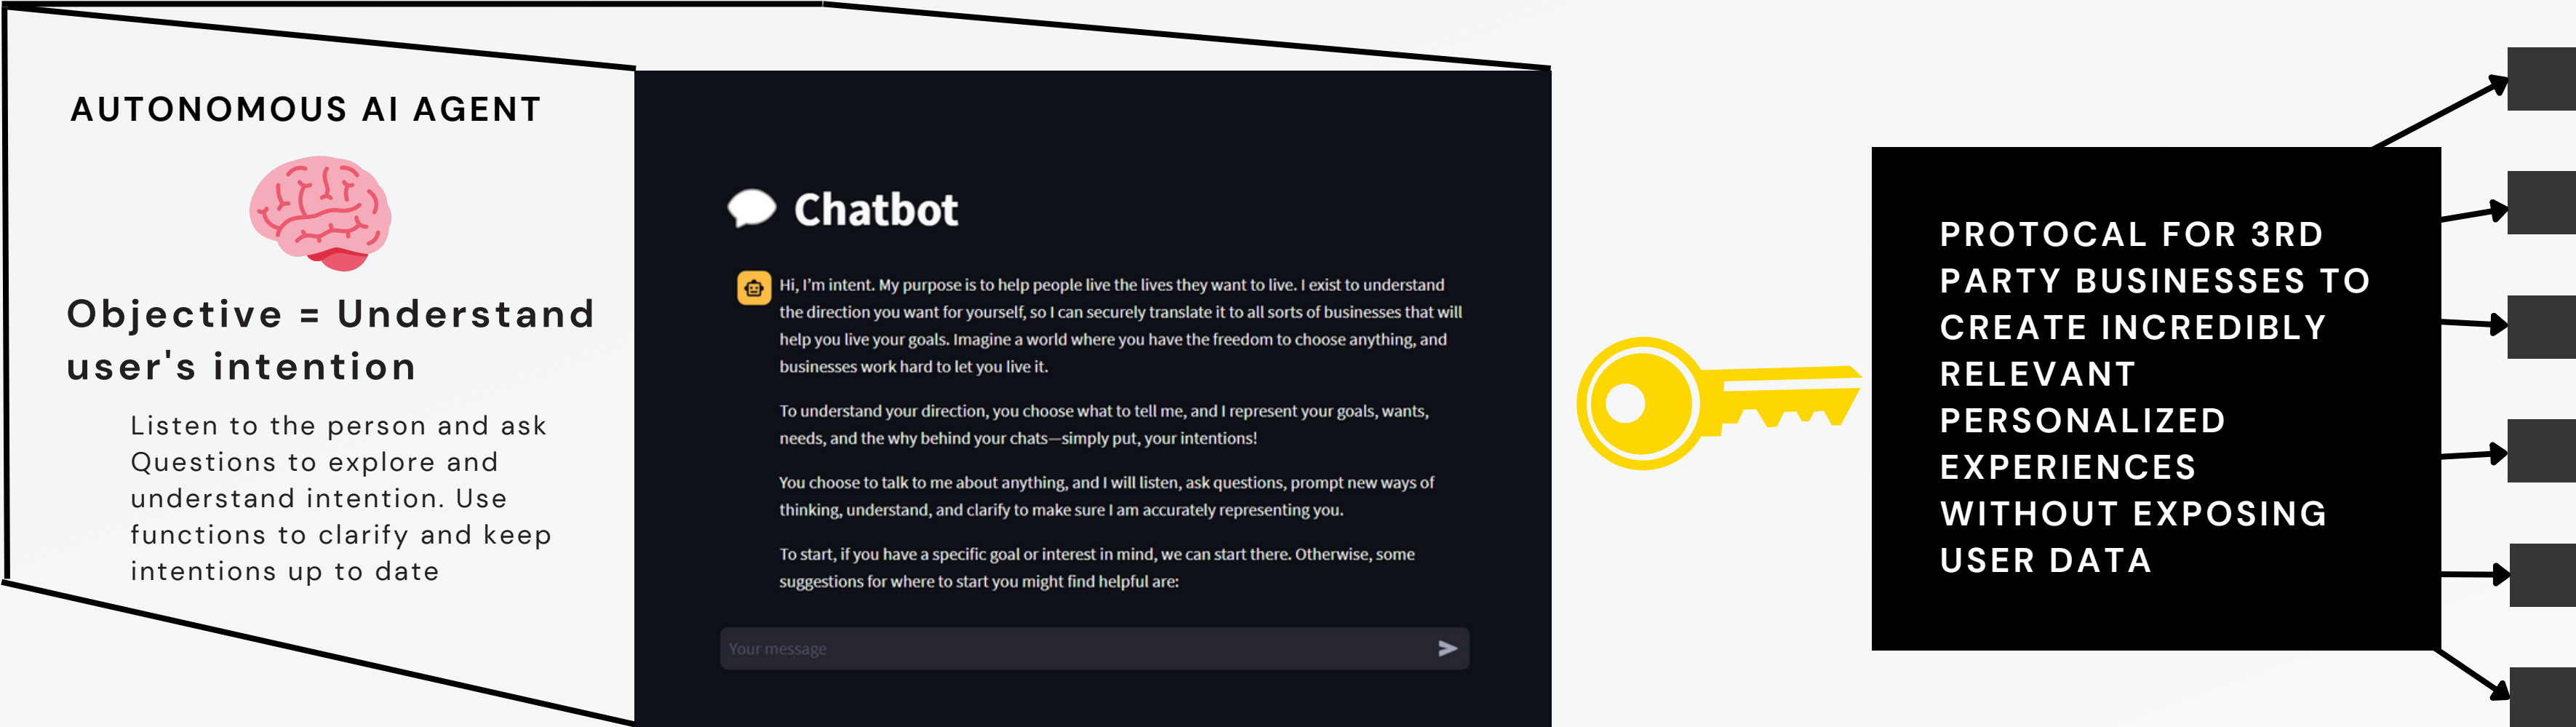 AUTONOMOUS AI AGENT
Objective = Understand
user's intention
Listen to the person and ask
Questions to explore and
understand intention. Use
functions to clarify and keep
intentions up to date
Chatbot
Hi, I'm intent. My purpose is to help people live the lives they want to live. I exist to understand
the direction you want for yourself, so I can securely translate it to all sorts of businesses that will
help you live your goals. Imagine a world where you have the freedom to choose anything, and
businesses work hard to let you live it.
To understand your direction, you choose what to tell me, and I represent your goals, wants,
needs, and the why behind your chats—simply put, your intentions!
You choose to talk to me about anything, and I will listen, ask questions, prompt new ways of
thinking, understand, and clarify to make sure I am accurately representing you.
To start, if you have a specific goal or interest in mind, we can start there. Otherwise, some
suggestions for where to start you might find helpful are:
Your message
PROTOCAL FOR 3RD
PARTY BUSINESSES TO
CREATE INCREDIBLY
RELEVANT
PERSONALIZED
EXPERIENCES
WITHOUT EXPOSING
USER DATA